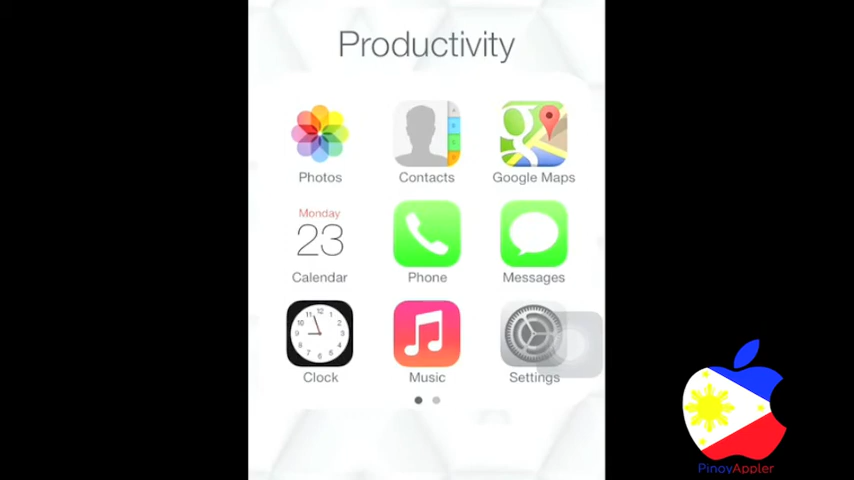 Productivity
Photos
Contacts
Google Maps
Monday
23
Calendar
Phone
Messages
Clock
Music
Settings
PinoyAppler